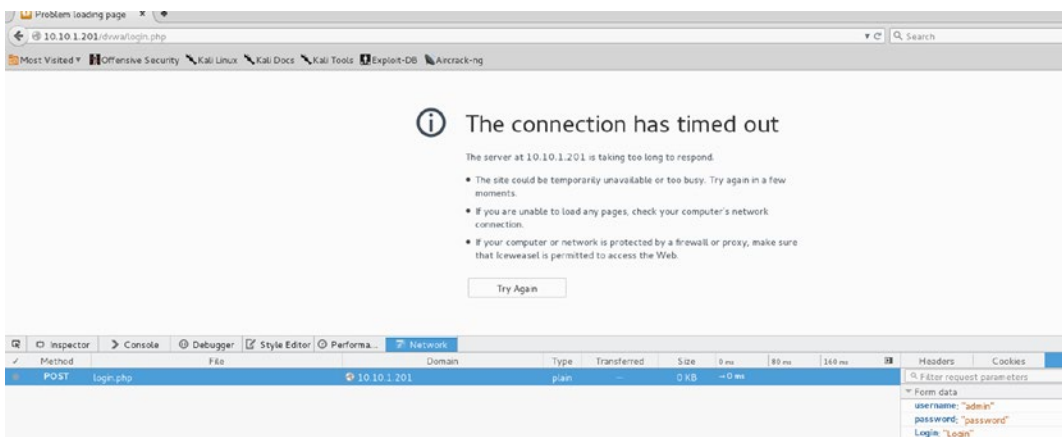 Problem loading page
10.10.1.201/dvwa/login.php
Search
Most Visited
Offensive Security
Kali Linux
Kali Docs
Kali Tools
Exploit-DB
Aircrack-ng
The connection has timed out
The server at 10.10.1.201 is taking too long to respond.
The site could be temporarily unavailable or too busy. Try again in a few
moments.
If you are unable to load any pages, check your computer's network
connection.
If your computer or network is protected by a firewall or proxy, make sure
that Iceweasel is permitted to access the Web.
Try Again
Inspector
Console
Debugger
Style Editor
Performa...
Network
Method
File
Domain
Type
Transferred
Size
0 ms
80 ms
160 ms
Headers
Cookies
POST
login.php
10.10.1.201
plain
—
0 KB
→ 0 ms
Filter request parameters
Form data
username: "admin"
password: "password"
Login: "Login"